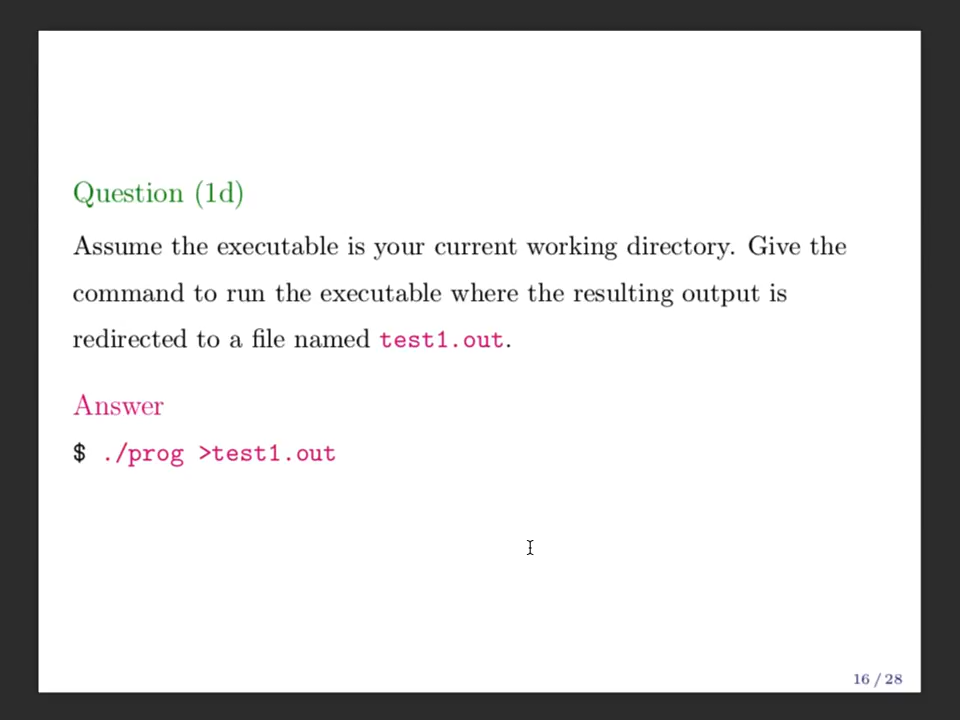 Question (1d)
Assume the executable is your current working directory. Give the
command to run the executable where the resulting output is
redirected to a file named test1.out.
Answer
$ ./prog >test1.out
16 / 28